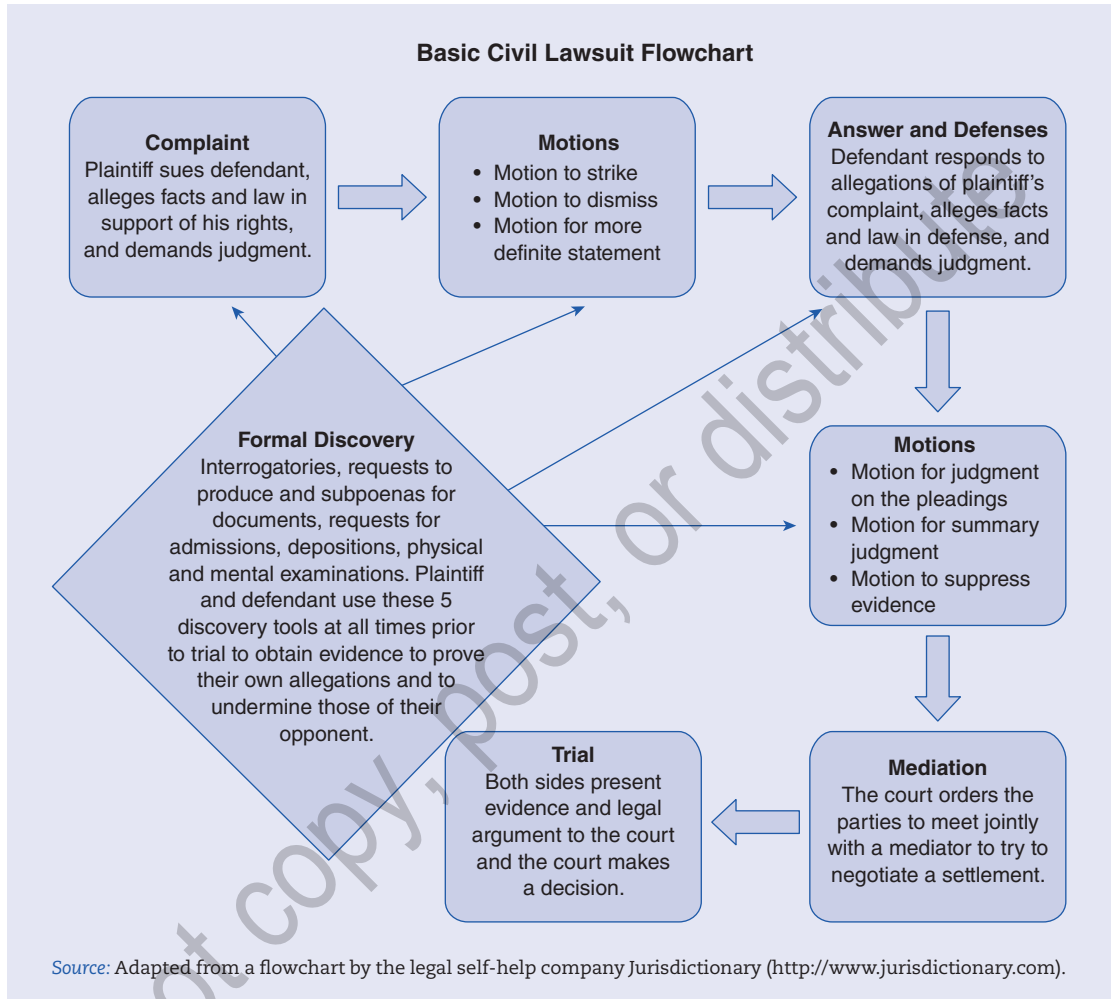 Basic Civil Lawsuit Flowchart
Complaint
Plaintiff sues defendant,
alleges facts and law in
support of his rights,
and demands judgment.
Motions
• Motion to strike
• Motion to dismiss
• Motion for more
definite statement
Answer and Defenses
Defendant responds to
allegations of plaintiff's
complaint, alleges facts
and law in defense, and
demands judgment.
Formal Discovery
Interrogatories, requests to
produce and subpoenas for
documents, requests for
admissions, depositions, physical
and mental examinations. Plaintiff
and defendant use these 5
discovery tools at all times prior
to trial to obtain evidence to prove
their own allegations and to
undermine those of their
opponent.
Motions
• Motion for judgment
on the pleadings
• Motion for summary
judgment
• Motion to suppress
evidence
Mediation
The court orders the
parties to meet jointly
with a mediator to try to
negotiate a settlement.
Trial
Both sides present
evidence and legal
argument to the court
and the court makes
a decision.
Source: Adapted from a flowchart by the legal self-help company Jurisdictionary (http://www.jurisdictionary.com).
ot copy, post, or distribute